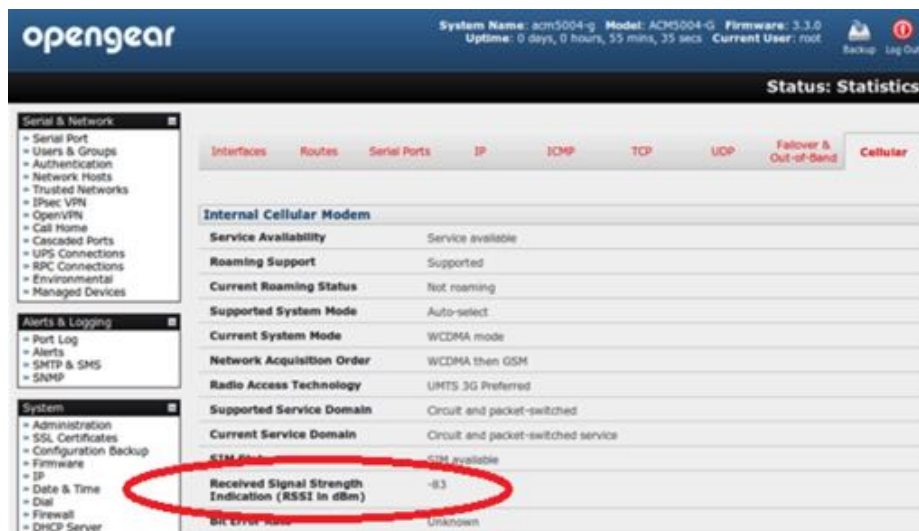 opengear
System Name: acm5004-g Model: ACM5004-G Firmware: 3.3.0
Uptime: 0 days, 0 hours, 55 mins, 35 secs Current User: root
Backup Log Out
Status: Statistics
Serial & Network
Serial Port
Users & Groups
Authentication
Network Hosts
Trusted Networks
IPsec VPN
OpenVPN
Call Home
Cascaded Ports
UPS Connections
RPC Connections
Environmental
Managed Devices
Alerts & Logging
Port Log
Alerts
SMTP & SMS
SNMP
System
Administration
SSL Certificates
Configuration Backup
Firmware
IP
Date & Time
Dial
Firewall
DHCP Server
Interfaces Routes Serial Ports IP ICMP TCP UDP Failover & Out-of-Band Cellular
Internal Cellular Modem
Service Availability Service available
Roaming Support Supported
Current Roaming Status Not roaming
Supported System Mode Auto-select
Current System Mode WCDMA mode
Network Acquisition Order WCDMA then GSM
Radio Access Technology UMTS 3G Preferred
Supported Service Domain Circuit and packet-switched
Current Service Domain Circuit and packet-switched service
SIM available
Received Signal Strength -83
Indication (RSSI in dBm)
Bit Error Rate Unknown